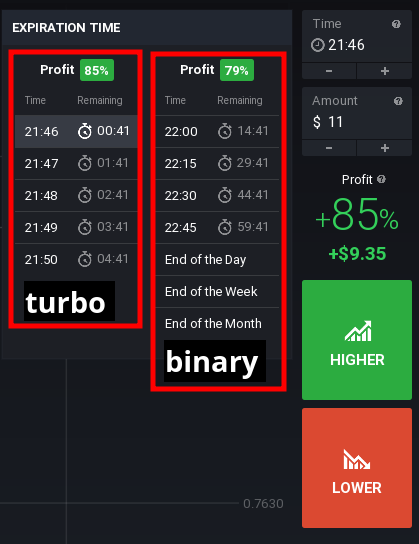 EXPIRATION TIME
Profit 85%
Time Remaining
21:46 00:41
21:47 01:41
21:48 02:41
21:49 03:41
21:50 04:41
turbo
Profit 79%
Time Remaining
22:00 14:41
22:15 29:41
22:30 44:41
22:45 59:41
End of the Day
End of the Week
End of the Month
binary
0.7630
Time ?
21:46
− +
Amount ?
$ 11
− +
Profit ?
+85%
+$9.35
HIGHER
LOWER